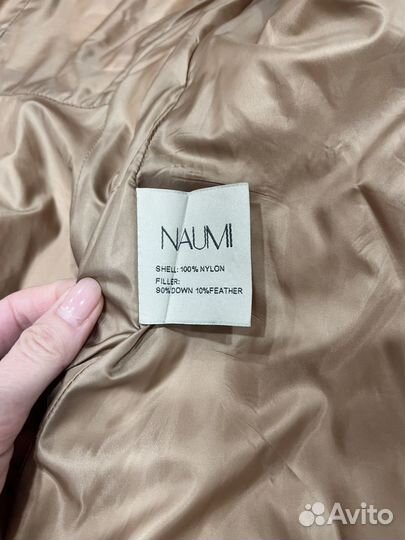 NAUMI
SHELL: 100% NYLON
FILLER:
90%DOWN 10%FEATHER
Avito